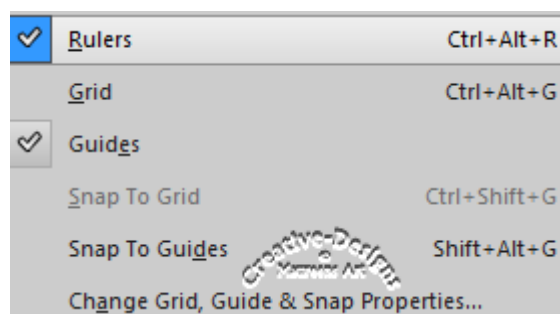 Rulers Ctrl+Alt+R
Grid Ctrl+Alt+G
Guides
Snap To Grid Ctrl+Shift+G
Snap To Guides Shift+Alt+G
Creative-Designs
©
Change Grid, Guide & Snap Properties...